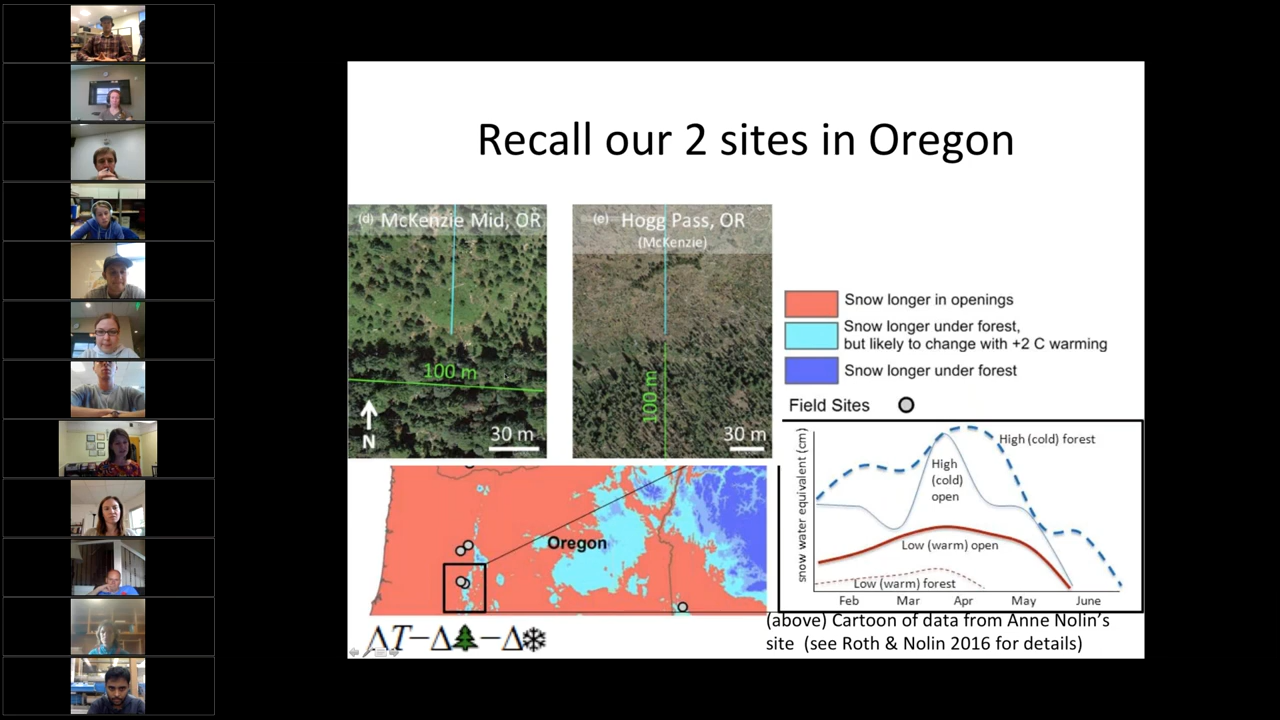 Recall our 2 sites in Oregon
(d) McKenzie Mid, OR
100 m
N
30 m
(e) Hogg Pass, OR
(McKenzie)
100 m
30 m
Snow longer in openings
Snow longer under forest,
but likely to change with +2 C warming
Snow longer under forest
Field Sites
Oregon
snow water equivalent (cm)
High (cold) forest
High
(cold)
open
Low (warm) open
Low (warm) forest
Feb Mar Apr May June
(above) Cartoon of data from Anne Nolin's
site (see Roth & Nolin 2016 for details)
ΔT–Δ–Δ